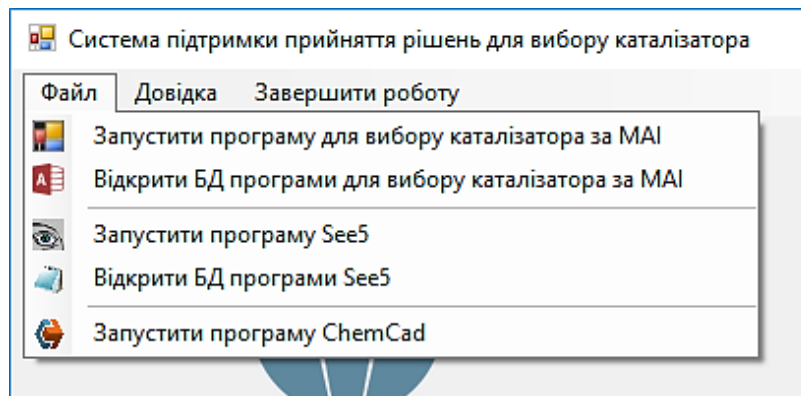 Система підтримки прийняття рішень для вибору каталізатора
Файл Довідка Завершити роботу
Запустити програму для вибору каталізатора за МАІ
Відкрити БД програми для вибору каталізатора за МАІ
Запустити програму See5
Відкрити БД програми See5
Запустити програму ChemCad